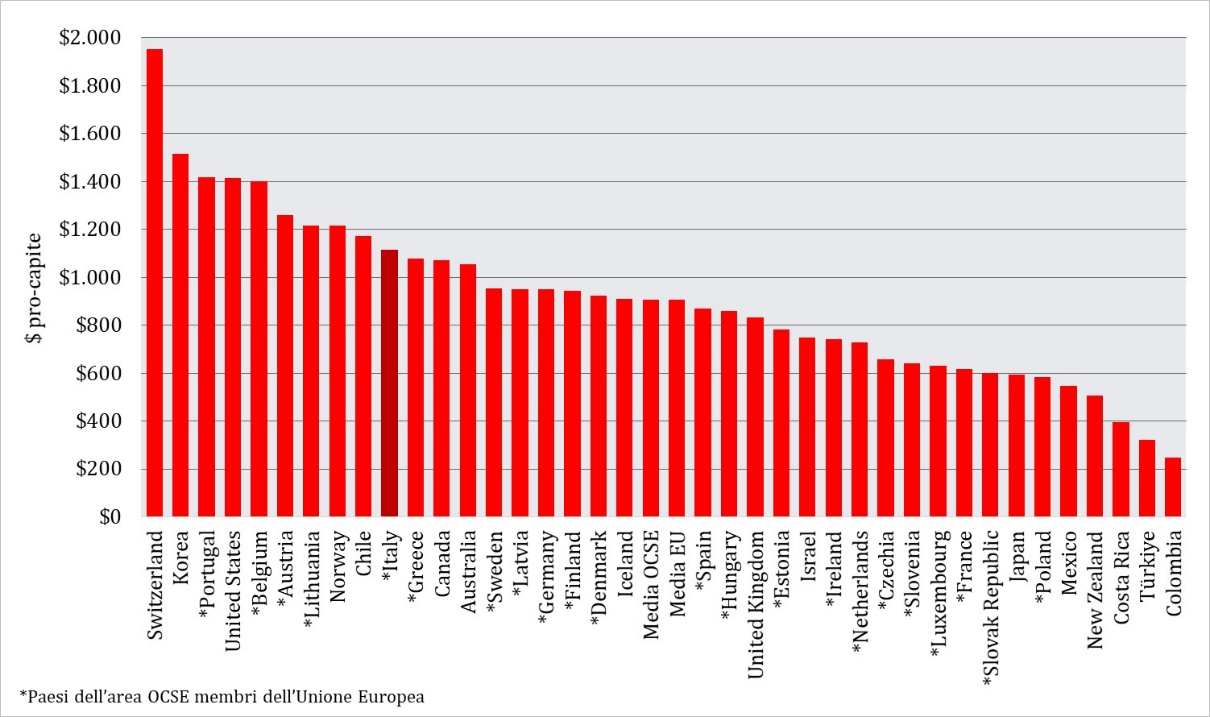 $2.000
$1.800
$1.600
$1.400
$1.200
$1.000
$800
$600
$400
$200
$0
$ pro-capite
Switzerland
Korea
*Portugal
United States
*Belgium
*Austria
*Lithuania
Norway
Chile
*Italy
*Greece
Canada
Australia
*Sweden
*Latvia
*Germany
*Finland
*Denmark
Iceland
Media OCSE
Media EU
*Spain
*Hungary
United Kingdom
*Estonia
Israel
*Ireland
*Netherlands
*Czechia
*Slovenia
*Luxembourg
*France
*Slovak Republic
Japan
*Poland
Mexico
New Zealand
Costa Rica
Türkiye
Colombia
*Paesi dell'area OCSE membri dell'Unione Europea